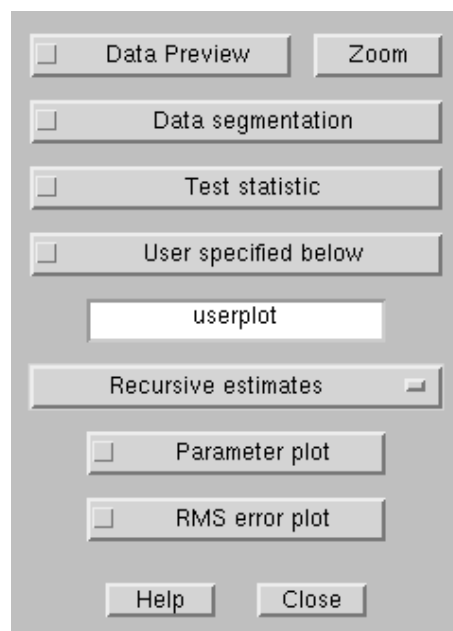 Data Preview Zoom
Data segmentation
Test statistic
User specified below
userplot
Recursive estimates
Parameter plot
RMS error plot
Help Close